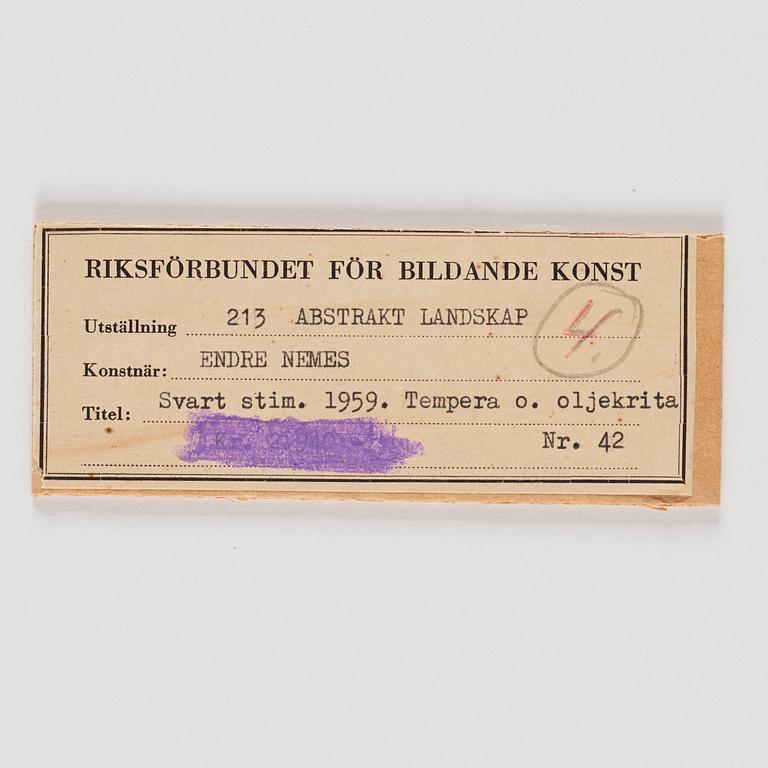 RIKSFÖRBUNDET FÖR BILDANDE KONST
Utställning 213 ABSTRAKT LANDSKAP 4.
Konstnär: ENDRE NEMES
Titel: Svart stim. 1959. Tempera o. oljekrita
Kr. Nr. 42